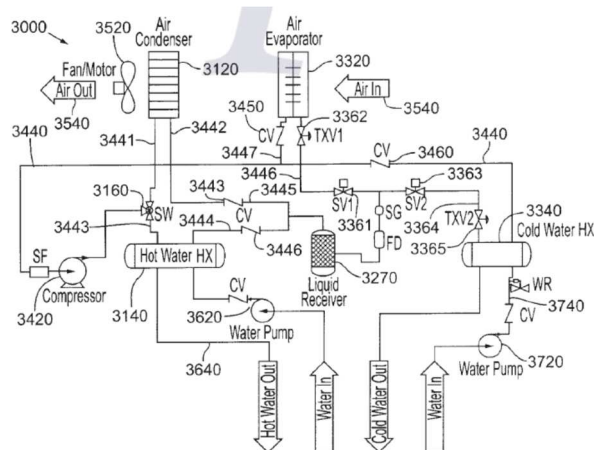 3000
3520
Air
Condenser
Air
Evaporator
3120
3320
Fan/Motor
Air Out
Air In
3540
3540
3450
3362
CV
TXV1
3441
3442
3440
3447
CV
3460
3440
3446
3363
3160
3443
3445
SW
SV1
SV2
3443
3444
CV
3361
SG
3364
TXV2
3340
3446
FD
3365
Cold Water HX
SF
Hot Water HX
3270
WR
3420
Compressor
3140
CV
Liquid
Receiver
3740
CV
3620
Water Pump
3640
Water Pump
3720
Hot Water Out
Water In
Cold Water Out
Water In